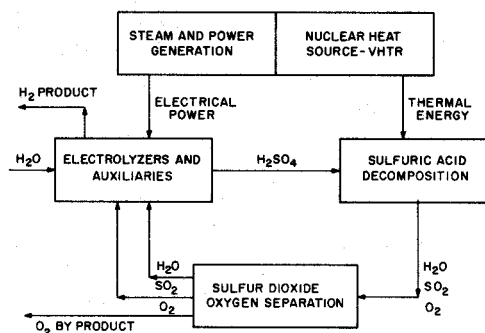 STEAM AND POWER
GENERATION
NUCLEAR HEAT
SOURCE-VHTR
H2 PRODUCT
ELECTRICAL
POWER
THERMAL
ENERGY
H2O
ELECTROLYZERS AND
AUXILIARIES
H2SO4
SULFURIC ACID
DECOMPOSITION
H2O
SO2
O2
SULFUR DIOXIDE
OXYGEN SEPARATION
H2O
SO2
O2
O2 BY PRODUCT